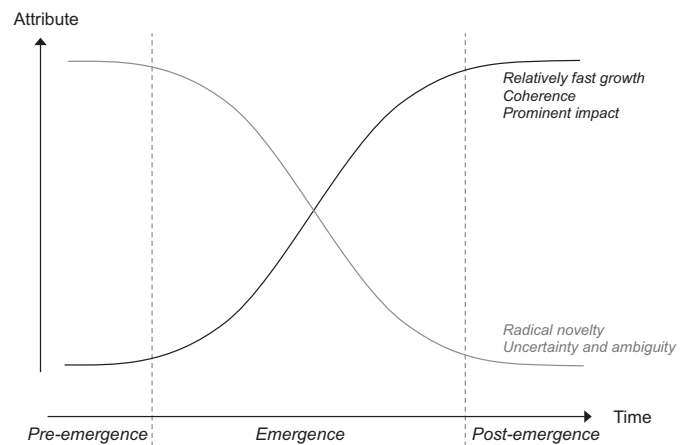 Attribute
Relatively fast growth
Coherence
Prominent impact
Radical novelty
Uncertainty and ambiguity
Time
Pre-emergence
Emergence
Post-emergence